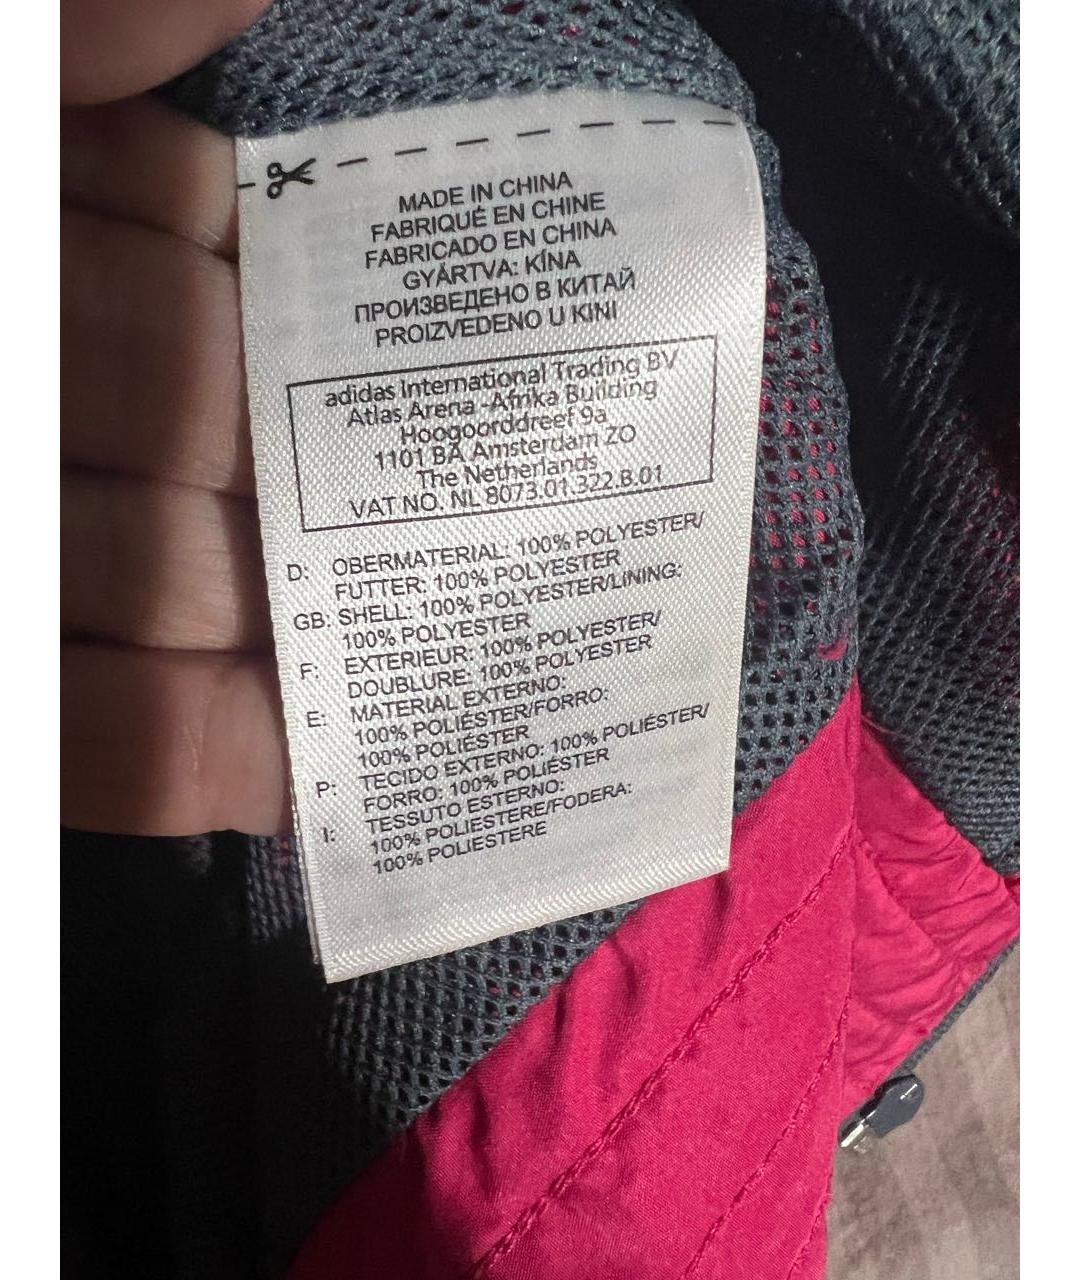 MADE IN CHINA
FABRIQUÉ EN CHINE
FABRICADO EN CHINA
GYÁRTVA: KÍNA
ПРОИЗВЕДЕНО В КИТАЙ
PROIZVEDENO U KINI
adidas International Trading BV
Atlas Arena -Afrika Building
Hoogoorddreef 9a
1101 BA Amsterdam ZO
The Netherlands
VAT NO. NL 8073.01.322.B.01
D: OBERMATERIAL: 100% POLYESTER/
FUTTER: 100% POLYESTER
GB: SHELL: 100% POLYESTER/LINING:
100% POLYESTER
F: EXTERIEUR: 100% POLYESTER/
DOUBLURE: 100% POLYESTER
E: MATERIAL EXTERNO:
100% POLIÉSTER/FORRO:
100% POLIÉSTER
P: TECIDO EXTERNO: 100% POLIÉSTER/
FORRO: 100% POLIÉSTER
I: TESSUTO ESTERNO:
100% POLIESTERE/FODERA:
100% POLIESTERE